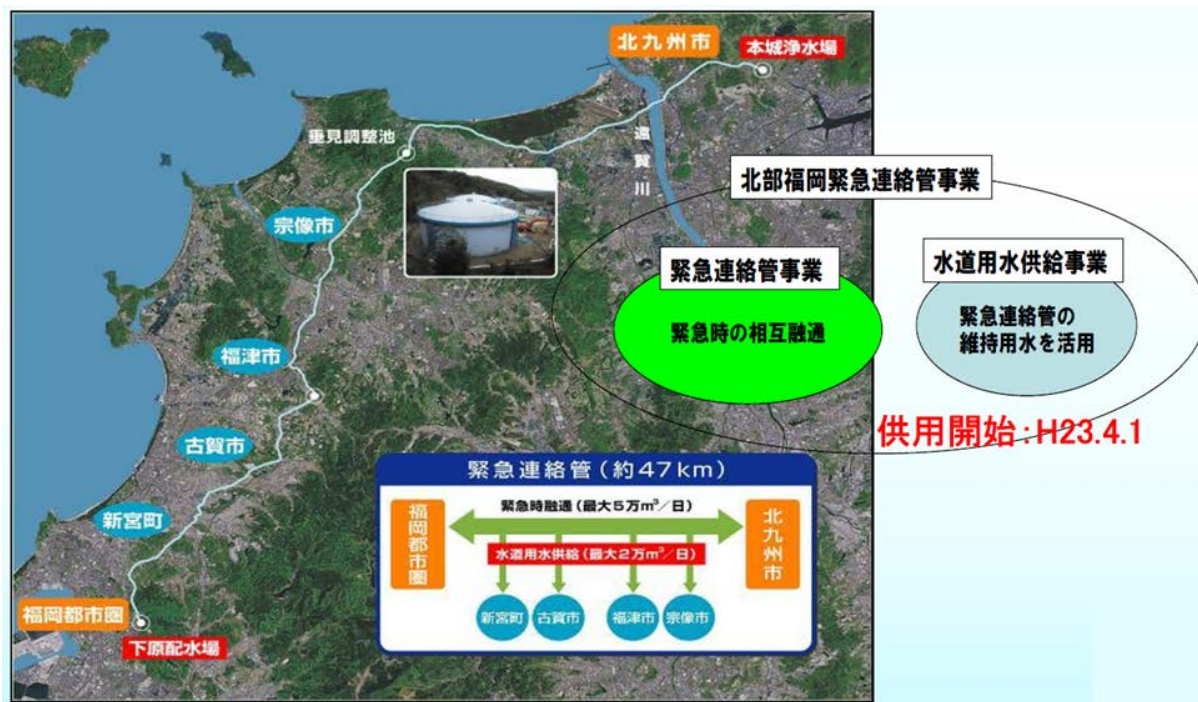 北九州市
本城浄水場
垂見調整池
遠賀川
宗像市
福津市
古賀市
新宮町
福岡都市圏
下原配水場
北部福岡緊急連絡管事業
緊急連絡管事業
緊急時の相互融通
水道用水供給事業
緊急連絡管の
維持用水を活用
供用開始:H23.4.1
緊急連絡管(約47km)
福岡都市圏
緊急時融通(最大5万m³/日)
北九州市
水道用水供給(最大2万m³/日)
新宮町
古賀市
福津市
宗像市